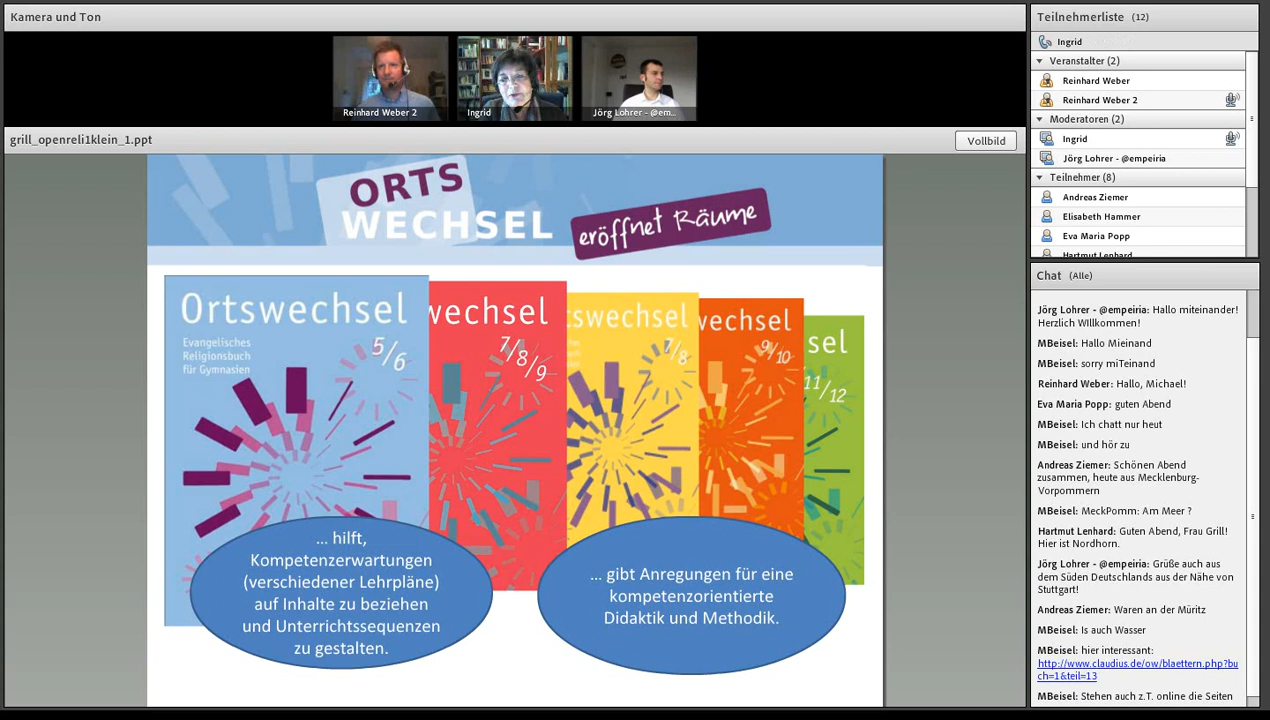 Kamera und Ton
Reinhard Weber 2
Ingrid
Jörg Lohrer - @em...
grill_openreli1klein_1.ppt
Vollbild
ORTS
WECHSEL
eröffnet Räume
Ortswechsel
Evangelisches
Religionsbuch
für Gymnasien
5/6
wechsel
7/8/9
tswechsel
7/8
wechsel
9/10
sel
11/12
... hilft,
Kompetenzerwartungen
(verschiedener Lehrpläne)
auf Inhalte zu beziehen
und Unterrichtssequenzen
zu gestalten.
... gibt Anregungen für eine
kompetenzorientierte
Didaktik und Methodik.
Teilnehmerliste (12)
Ingrid
Veranstalter (2)
Reinhard Weber
Reinhard Weber 2
Moderatoren (2)
Ingrid
Jörg Lohrer - @empeiria
Teilnehmer (8)
Andreas Ziemer
Elisabeth Hammer
Eva Maria Popp
Hartmut Lenhard
Chat (Alle)
Jörg Lohrer - @empeiria: Hallo miteinander!
Herzlich WIllkommen!
MBeisel: Hallo Mieinand
MBeisel: sorry miTeinand
Reinhard Weber: Hallo, Michael!
Eva Maria Popp: guten Abend
MBeisel: Ich chatt nur heut
MBeisel: und hör zu
Andreas Ziemer: Schönen Abend
zusammen, heute aus Mecklenburg-
Vorpommern
MBeisel: MeckPomm: Am Meer ?
Hartmut Lenhard: Guten Abend, Frau Grill!
Hier ist Nordhorn.
Jörg Lohrer - @empeiria: Grüße auch aus
dem Süden Deutschlands aus der Nähe von
Stuttgart!
Andreas Ziemer: Waren an der Müritz
MBeisel: Is auch Wasser
MBeisel: hier interessant:
http://www.claudius.de/ow/blaettern.php?bu
ch=1&teil=13
MBeisel: Stehen auch z.T. online die Seiten